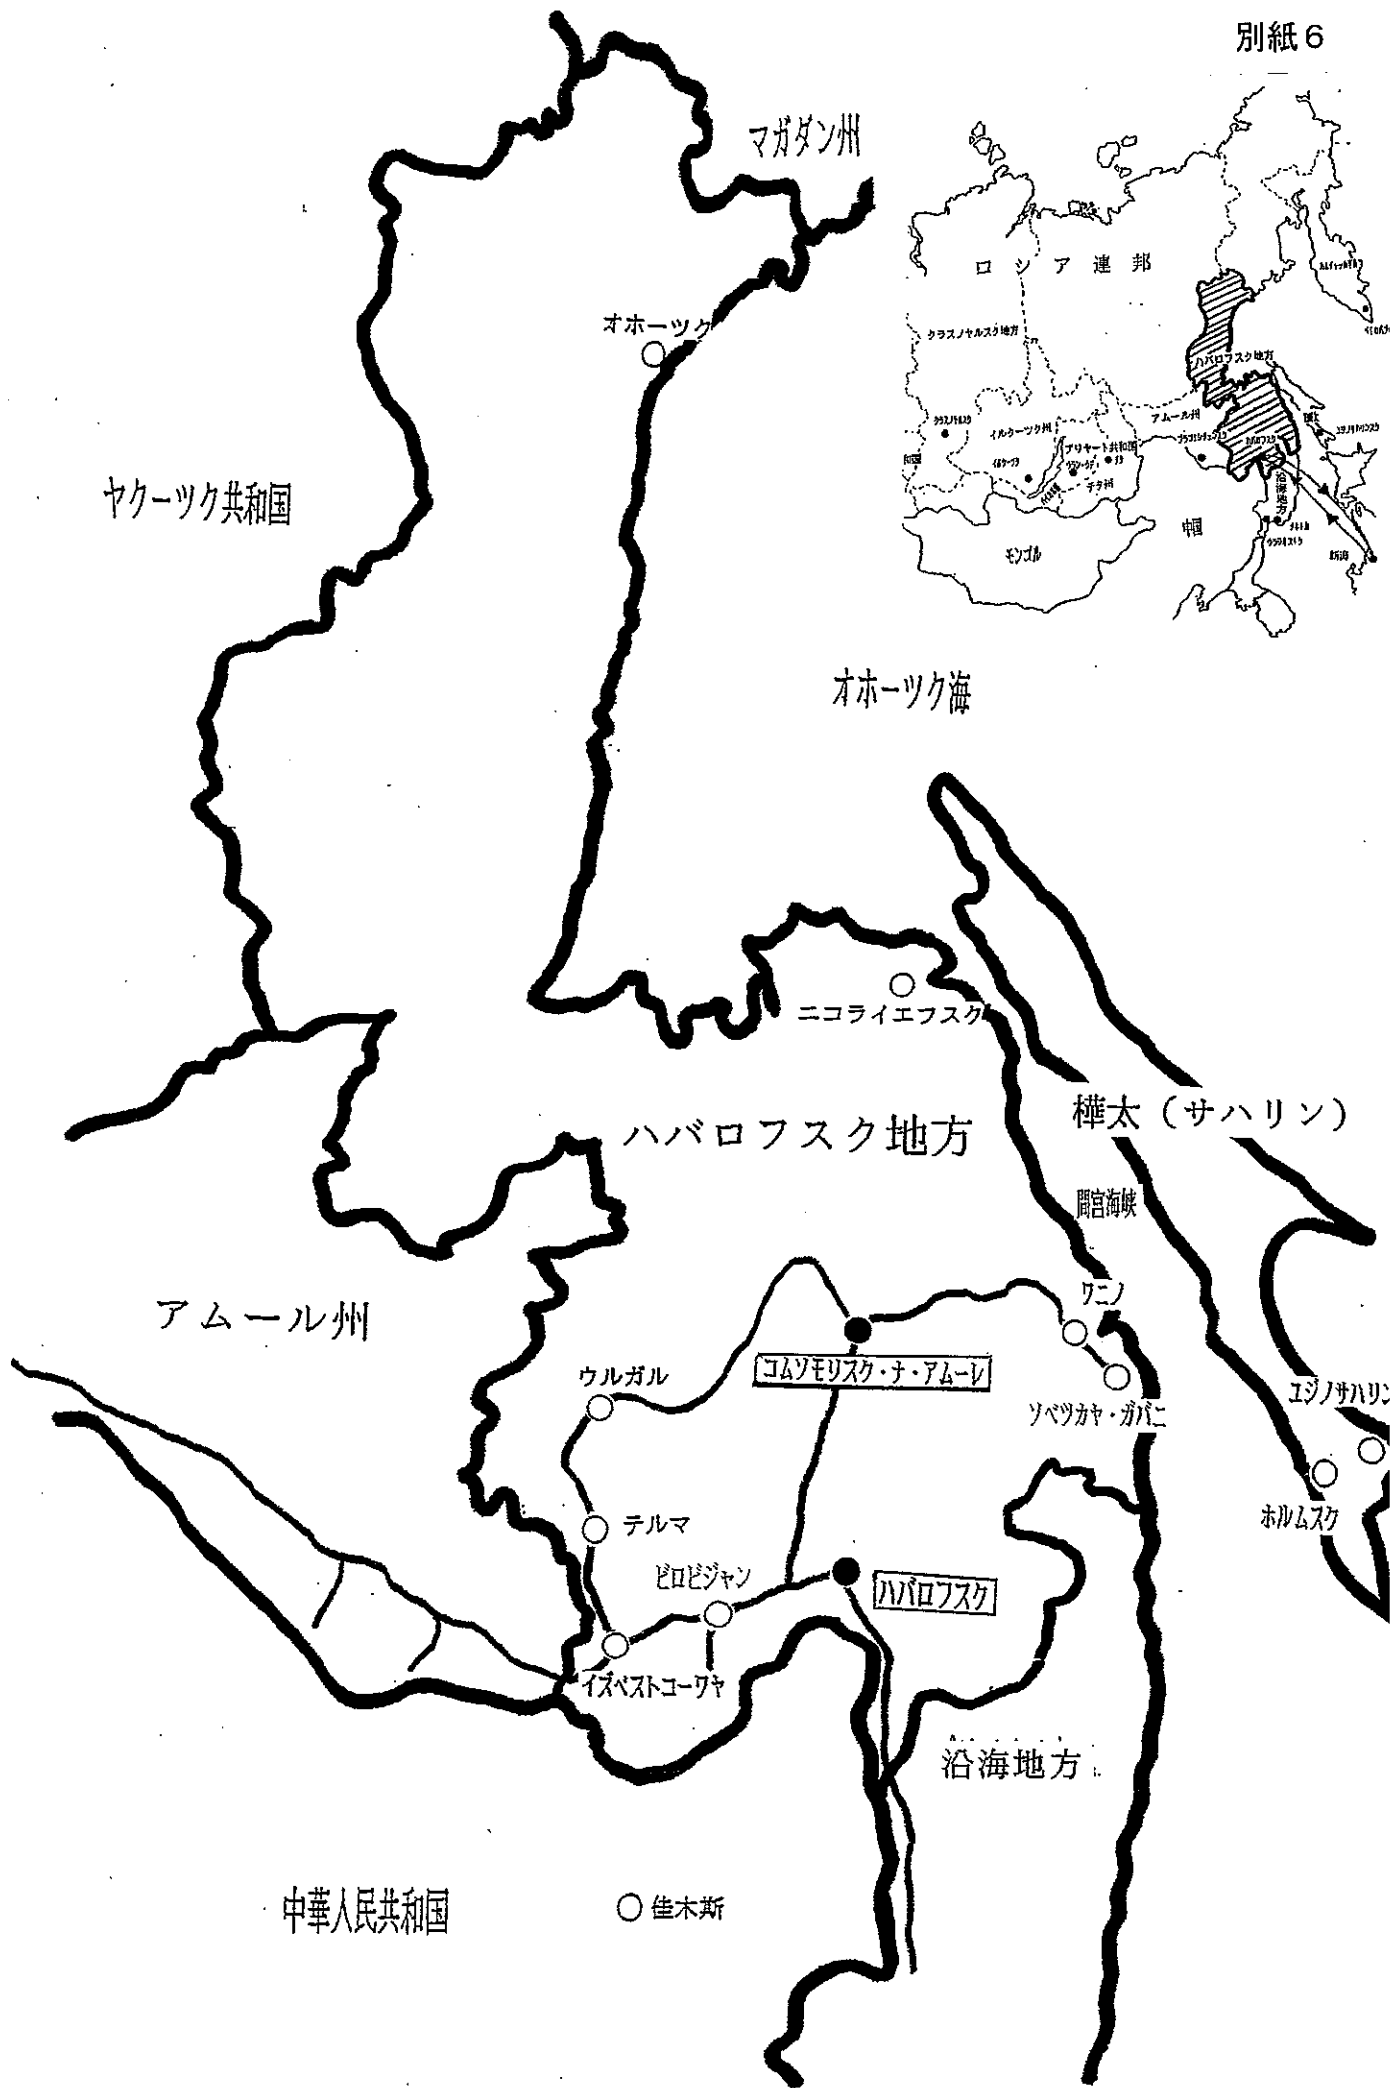 別紙6
マガダン州
ロシア連邦
オホーツク
クラスノヤルスク地方
ハバロフスク地方
アムール州
イルクーツク州
ブリヤート共和国
チタ
チタ州
ハバロフスク
沿海地方
中国
モンゴル
新潟
ヤクーツク共和国
オホーツク海
ニコライエフスク
ハバロフスク地方
樺太(サハリン)
間宮海峡
アムール州
ワニノ
コムソモリスク・ナ・アムーレ
ウルガル
ソベツカヤ・ガバニ
ユジノサハリン
ホルムスク
テルマ
ビロビジャン
ハバロフスク
イズベストコーワヤ
沿海地方
中華人民共和国
佳木斯